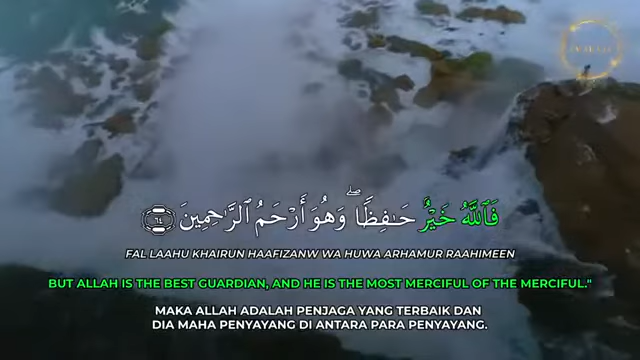 فَٱللَّهُ خَيْرٌ حَـٰفِظًا ۖ وَهُوَ أَرْحَمُ ٱلرَّٰحِمِينَ ٦٤
FAL LAAHU KHAIRUN HAAFIZANW WA HUWA ARHAMUR RAAHIMEEN
BUT ALLAH IS THE BEST GUARDIAN, AND HE IS THE MOST MERCIFUL OF THE MERCIFUL."
MAKA ALLAH ADALAH PENJAGA YANG TERBAIK DAN
DIA MAHA PENYAYANG DI ANTARA PARA PENYAYANG.